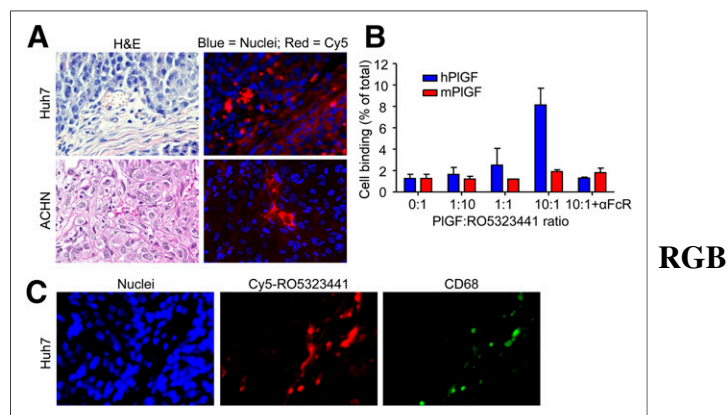 A
H&E
Blue = Nuclei; Red = Cy5
Huh7
ACHN
B
hPIGF
mPIGF
Cell binding (% of total)
12
10
8
6
4
2
0
0:1
1:10
1:1
10:1
10:1+αFcR
PIGF:RO5323441 ratio
RGB
C
Nuclei
Cy5-RO5323441
CD68
Huh7